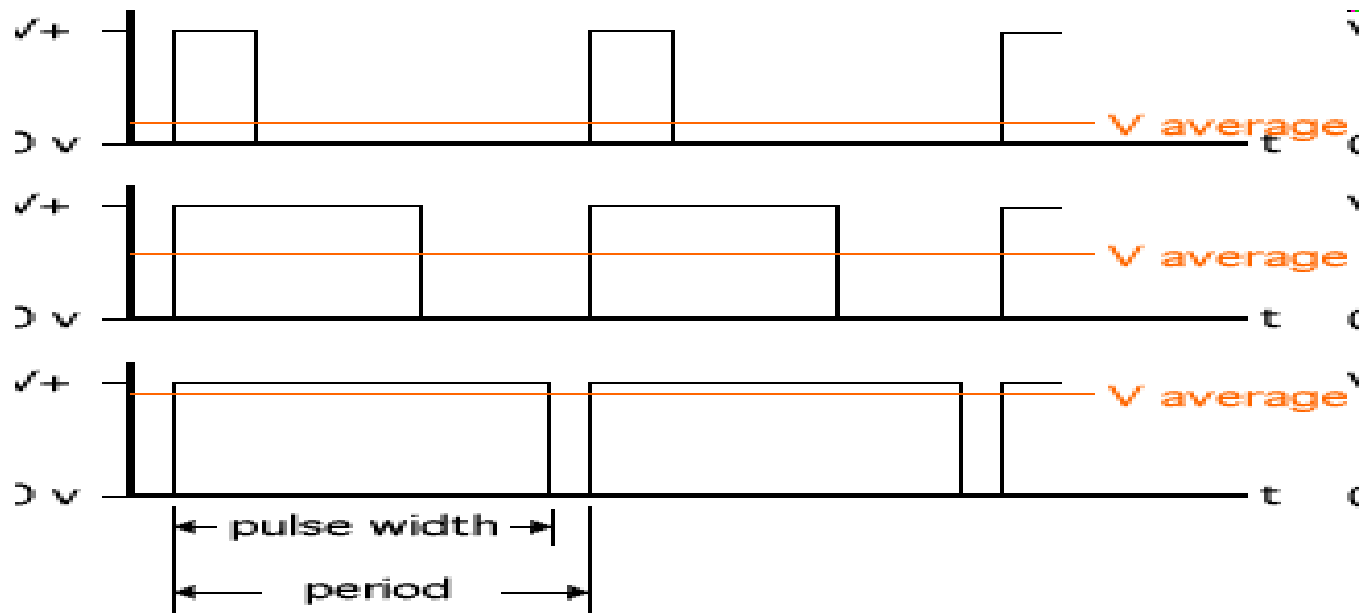 V+
V average
0 v
t
V+
V average
0 v
t
V+
V average
0 v
t
pulse width
period